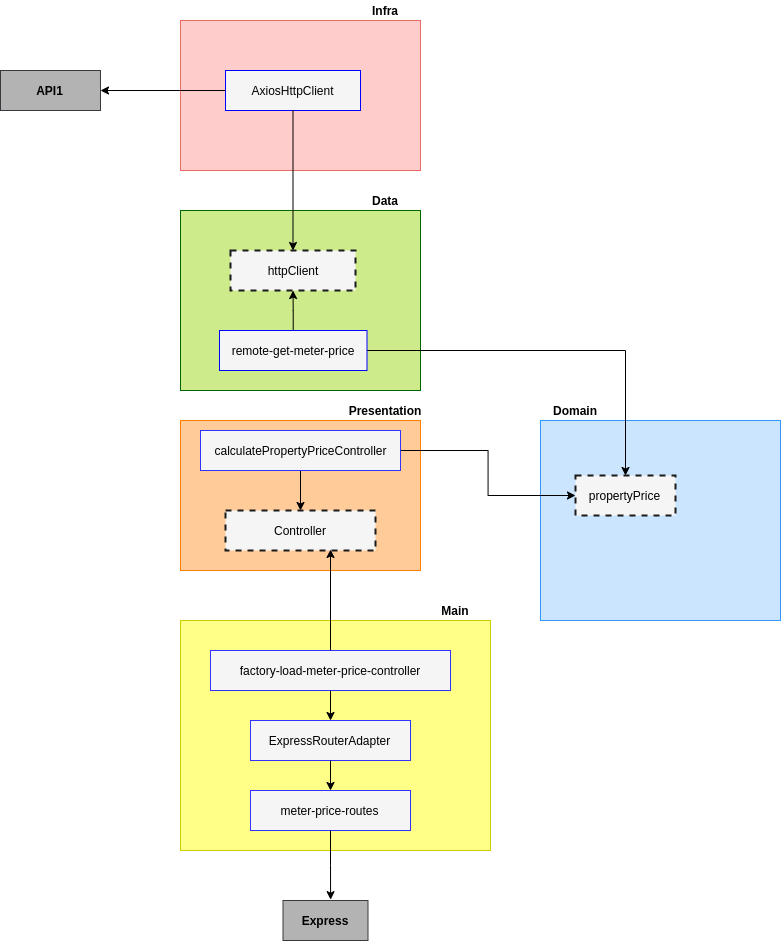 Infra
API1
AxiosHttpClient
Data
httpClient
remote-get-meter-price
Presentation
Domain
calculatePropertyPriceController
propertyPrice
Controller
Main
factory-load-meter-price-controller
ExpressRouterAdapter
meter-price-routes
Express